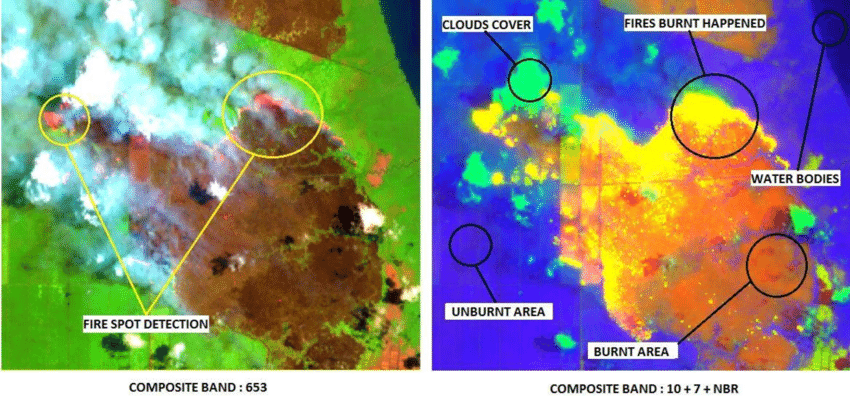 CLOUDS COVER
FIRES BURNT HAPPENED
WATER BODIES
FIRE SPOT DETECTION
UNBURNT AREA
BURNT AREA
COMPOSITE BAND : 653
COMPOSITE BAND : 10 + 7 + NBR